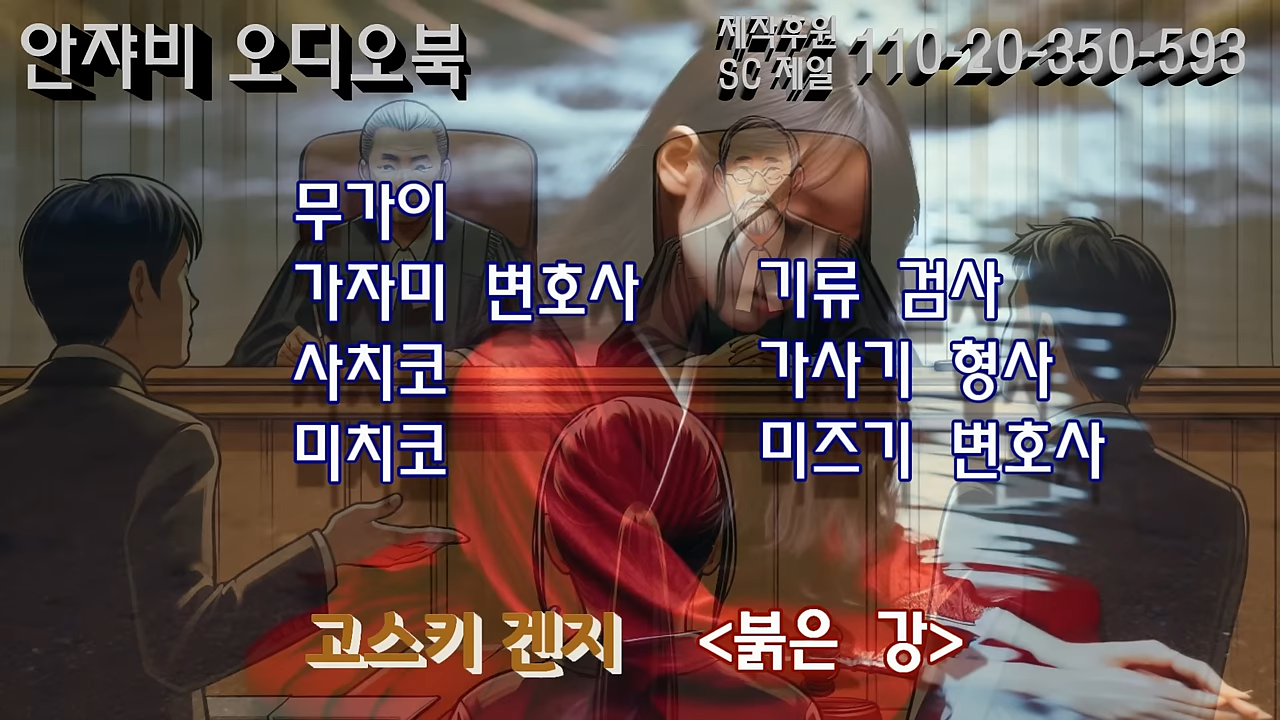 안쟈비 오디오북
제작후원
SC 제일
110-20-350-593
무가이
가자미 변호사
사치코
미치코
기류 검사
가사기 형사
미즈기 변호사
고스키 겐지
<붉은 강>